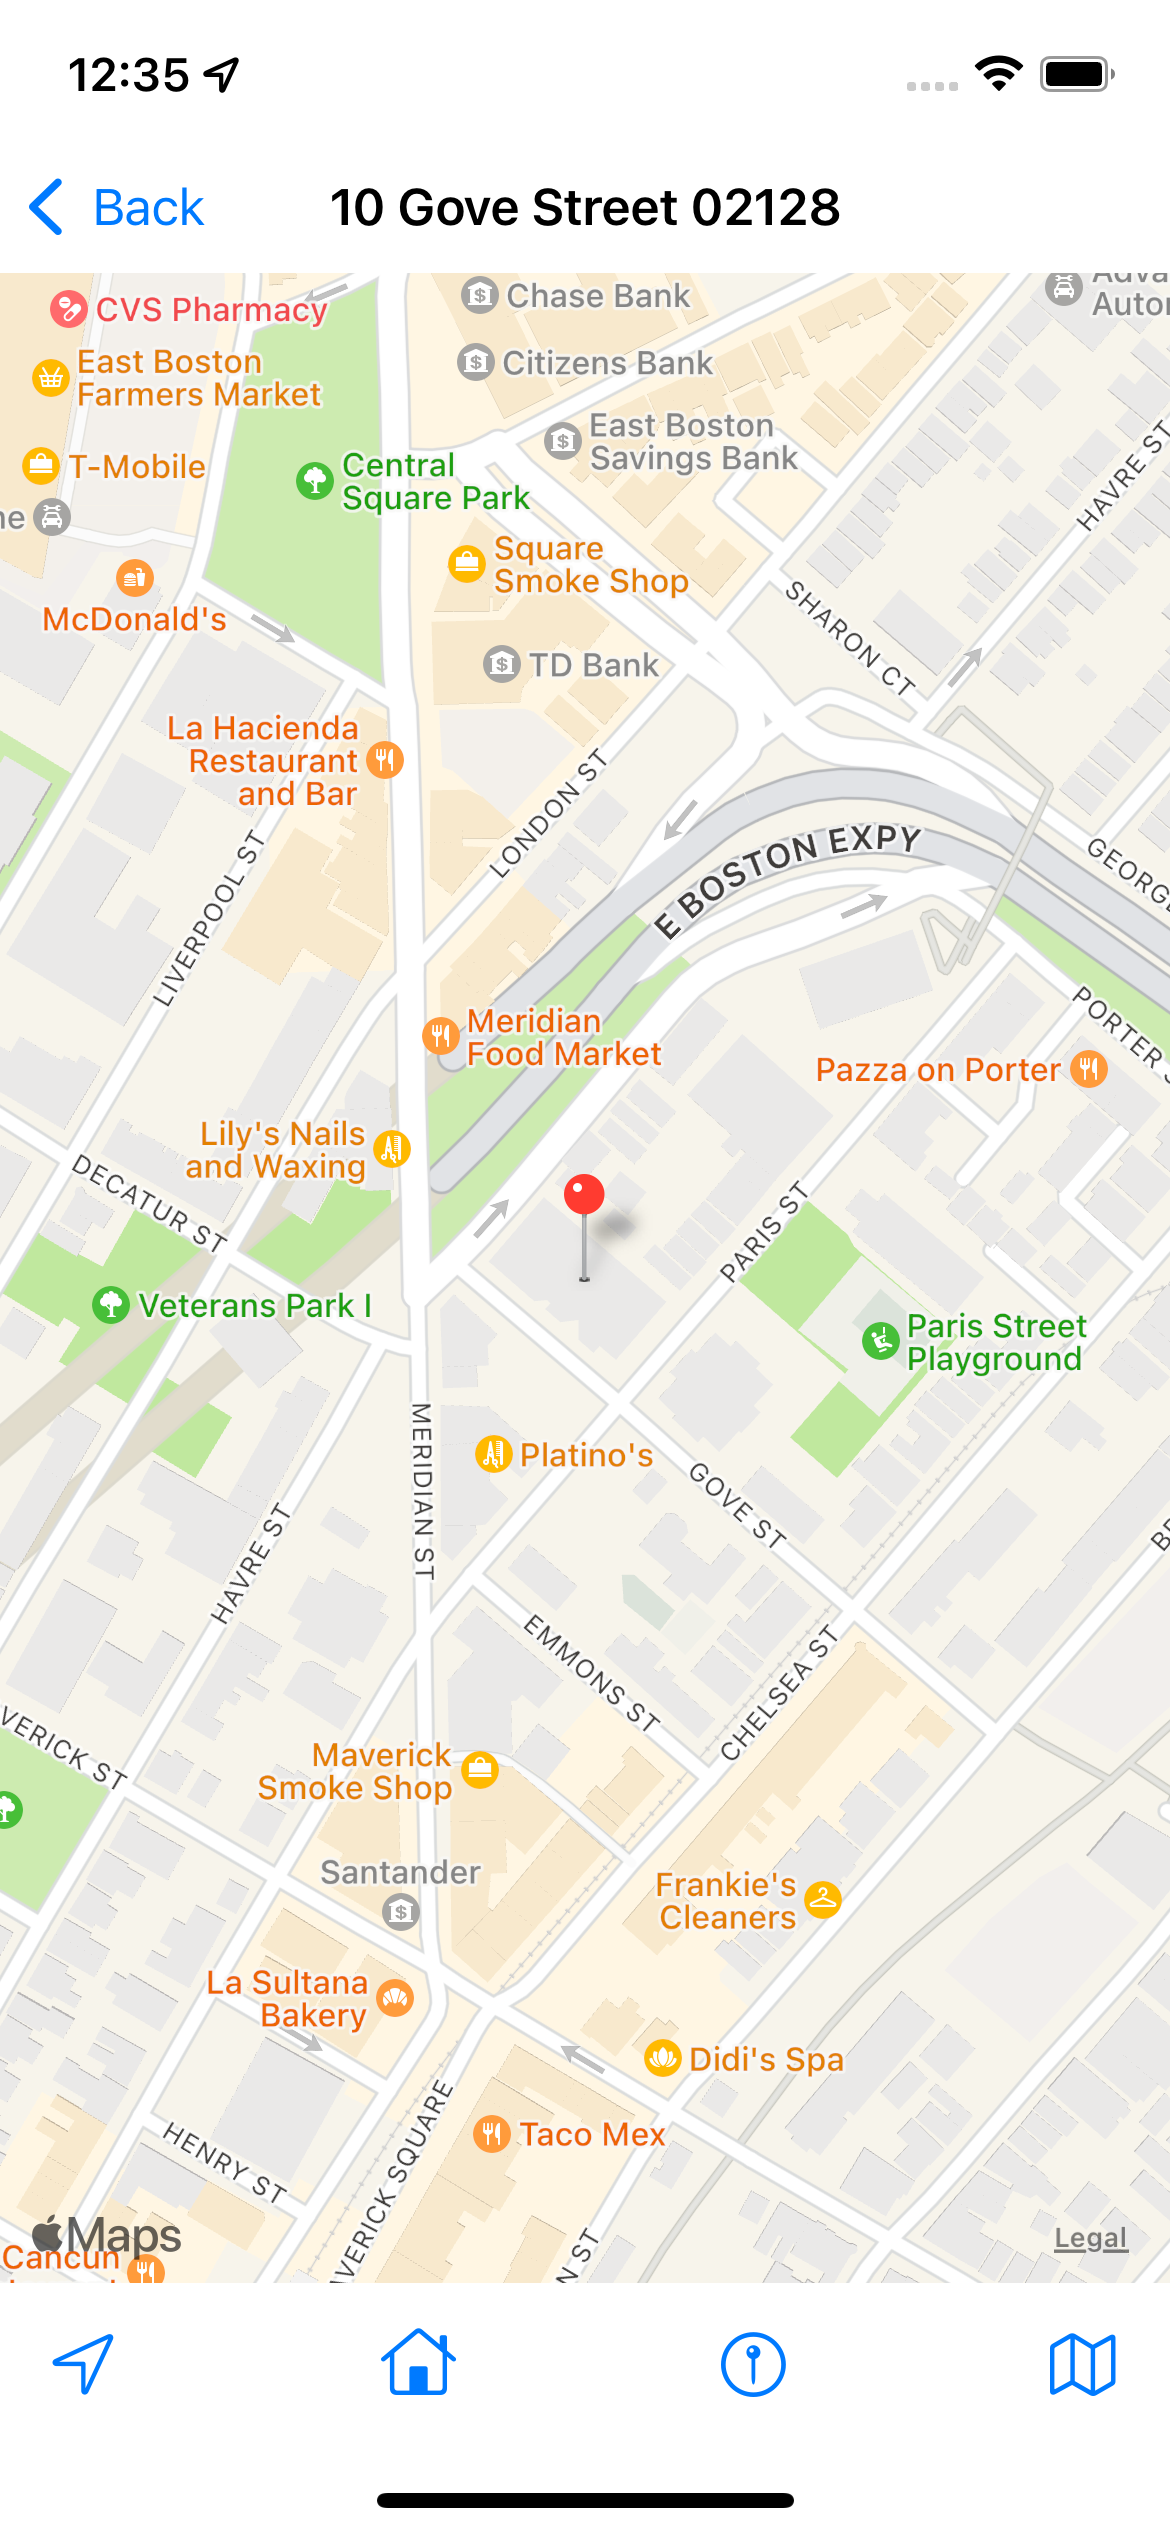 12:35
Back
10 Gove Street 02128
CVS Pharmacy
Chase Bank
Citizens Bank
East Boston
Farmers Market
East Boston
Savings Bank
T-Mobile
Central
Square Park
HAVRE ST
Square
Smoke Shop
McDonald's
SHARON CT
TD Bank
La Hacienda
Restaurant
and Bar
LONDON ST
E BOSTON EXPY
LIVERPOOL ST
Meridian
Food Market
PORTER
Pazza on Porter
Lily's Nails
and Waxing
DECATUR ST
PARIS ST
Veterans Park I
Paris Street
Playground
MERIDIAN ST
Platino's
GOVE ST
HAVRE ST
EMMONS ST
CHELSEA ST
VERICK ST
Maverick
Smoke Shop
Santander
Frankie's
Cleaners
La Sultana
Bakery
Didi's Spa
Taco Mex
HENRY ST
VERICK SQUARE
N ST
Maps
Legal
Cancun